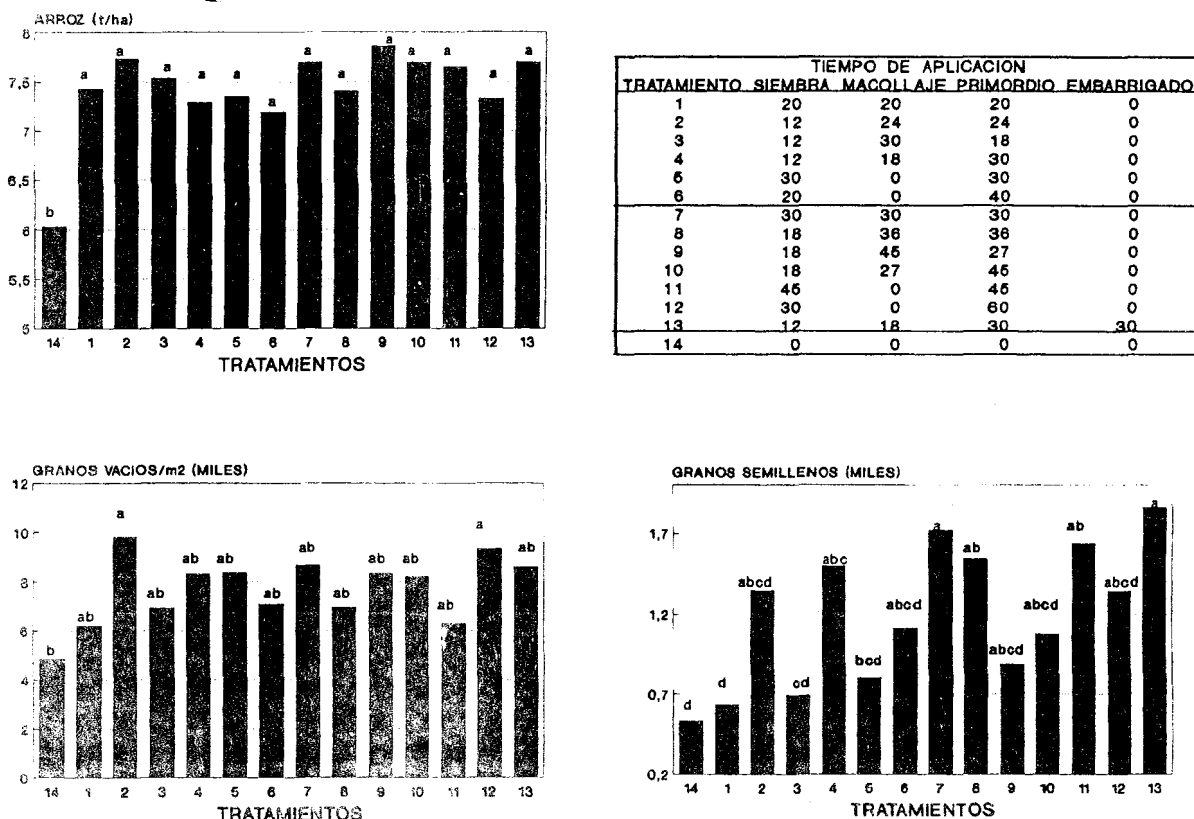 ARROZ (t/ha)
8
7,5
7
6,5
6
5,5
5
b a a a a a a a a a a a a a
14 1 2 3 4 5 6 7 8 9 10 11 12 13
TRATAMIENTOS
TIEMPO DE APLICACION
TRATAMIENTO SIEMBRA MACOLLAJE PRIMORDIO EMBARRIGADO
1 20 20 20 0
2 12 24 24 0
3 12 30 18 0
4 12 18 30 0
5 30 0 30 0
6 20 0 40 0
7 30 30 30 0
8 18 36 36 0
9 18 45 27 0
10 18 27 45 0
11 45 0 45 0
12 30 0 60 0
13 12 18 30 30
14 0 0 0 0
GRANOS VACIOS/m2 (MILES)
12
10
8
6
4
2
0
b ab a ab ab ab ab ab ab ab ab ab a ab
14 1 2 3 4 5 6 7 8 9 10 11 12 13
TRATAMIENTOS
GRANOS SEMILLENOS (MILES)
1,7
1,2
0,7
0,2
d d abcd cd abc bcd abcd a ab abcd abcd ab abcd a
14 1 2 3 4 5 6 7 8 9 10 11 12 13
TRATAMIENTOS